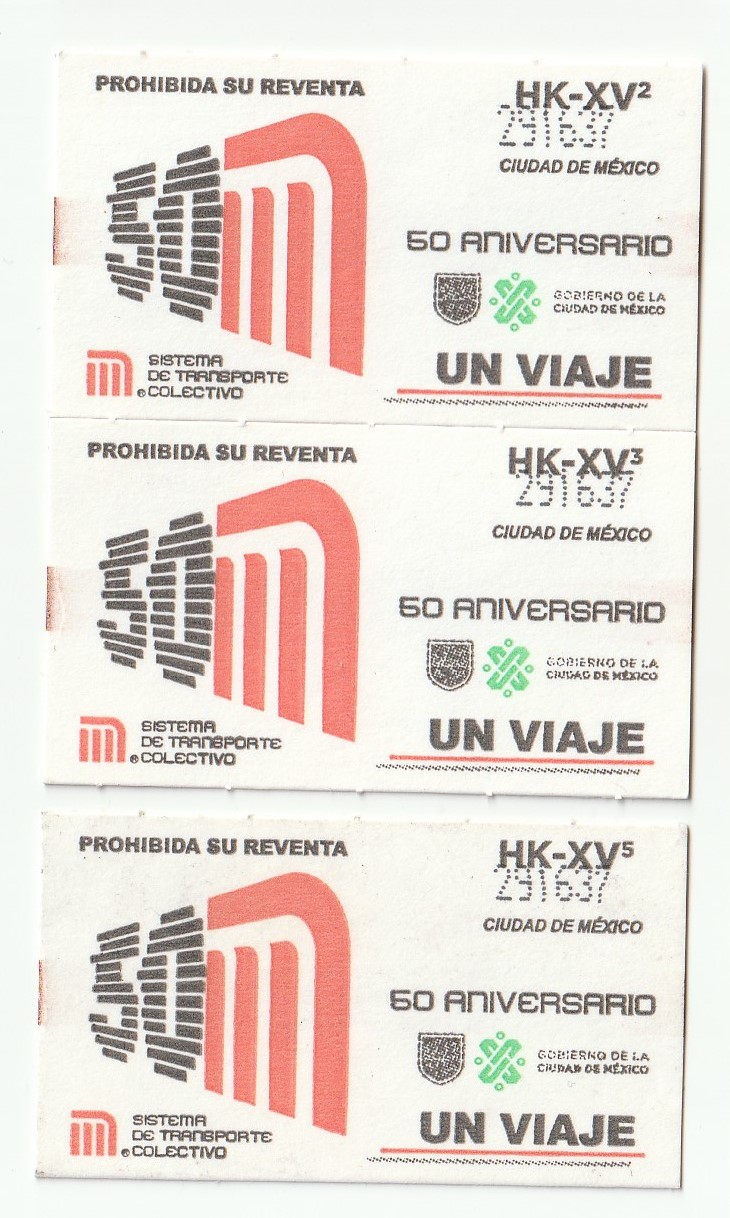 PROHIBIDA SU REVENTA
HK-XV²
291637
CIUDAD DE MÉXICO
50
50 ANIVERSARIO
GOBIERNO DE LA
CIUDAD DE MÉXICO
SISTEMA
DE TRANSPORTE
®COLECTIVO
UN VIAJE
PROHIBIDA SU REVENTA
HK-XV³
291637
CIUDAD DE MÉXICO
50
50 ANIVERSARIO
GOBIERNO DE LA
CIUDAD DE MÉXICO
SISTEMA
DE TRANSPORTE
®COLECTIVO
UN VIAJE
PROHIBIDA SU REVENTA
HK-XV⁵
291637
CIUDAD DE MÉXICO
50
50 ANIVERSARIO
GOBIERNO DE LA
CIUDAD DE MÉXICO
SISTEMA
DE TRANSPORTE
®COLECTIVO
UN VIAJE